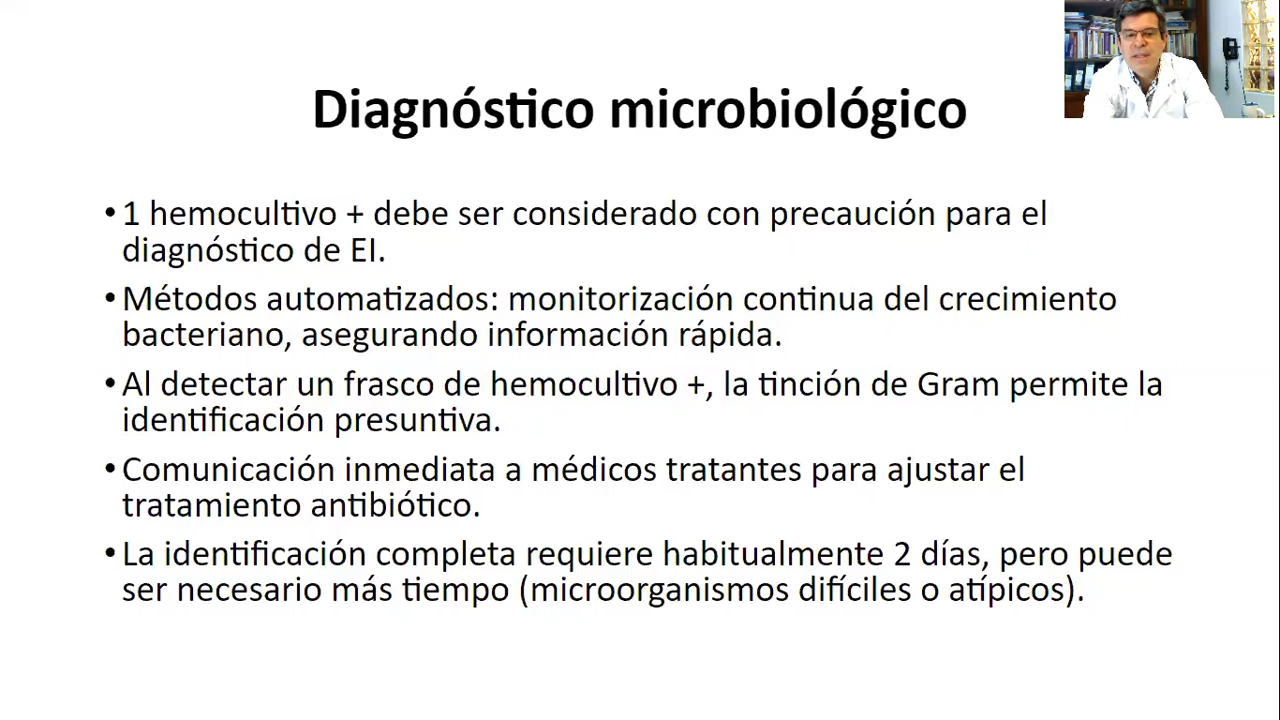 Diagnóstico microbiológico
•1 hemocultivo + debe ser considerado con precaución para el
diagnóstico de EI.
•Métodos automatizados: monitorización continua del crecimiento
bacteriano, asegurando información rápida.
•Al detectar un frasco de hemocultivo +, la tinción de Gram permite la
identificación presuntiva.
•Comunicación inmediata a médicos tratantes para ajustar el
tratamiento antibiótico.
•La identificación completa requiere habitualmente 2 días, pero puede
ser necesario más tiempo (microorganismos difíciles o atípicos).